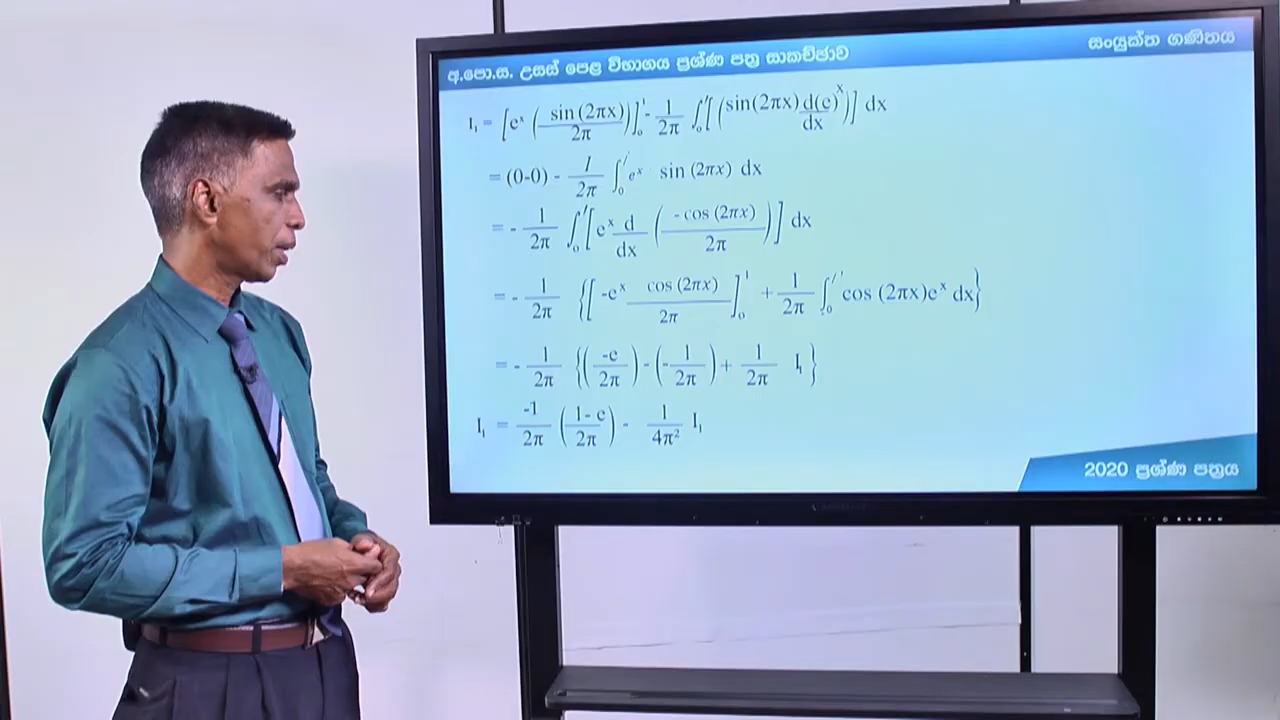 අ.පො.ස. උසස් පෙළ විභාගය ප්‍රශ්ණ පත්‍ර සාකච්ඡාව
සංයුක්ත ගණිතය
I₁ = [eˣ (sin (2πx)/2π)]₀¹ - 1/2π ∫₀¹[(sin(2πx) d(e)ˣ/dx)] dx
= (0-0) - 1/2π ∫₀¹ eˣ sin (2πx) dx
= - 1/2π ∫₀¹[eˣ d/dx (- cos (2πx)/2π)] dx
= - 1/2π {[-eˣ cos (2πx)/2π]₀¹ + 1/2π ∫₀¹ cos (2πx)eˣ dx}
= - 1/2π {(-e/2π) - (-1/2π) + 1/2π I₁}
I₁ = -1/2π (1- e/2π) - 1/4π² I₁
2020 ප්‍රශ්ණ පත්‍රය